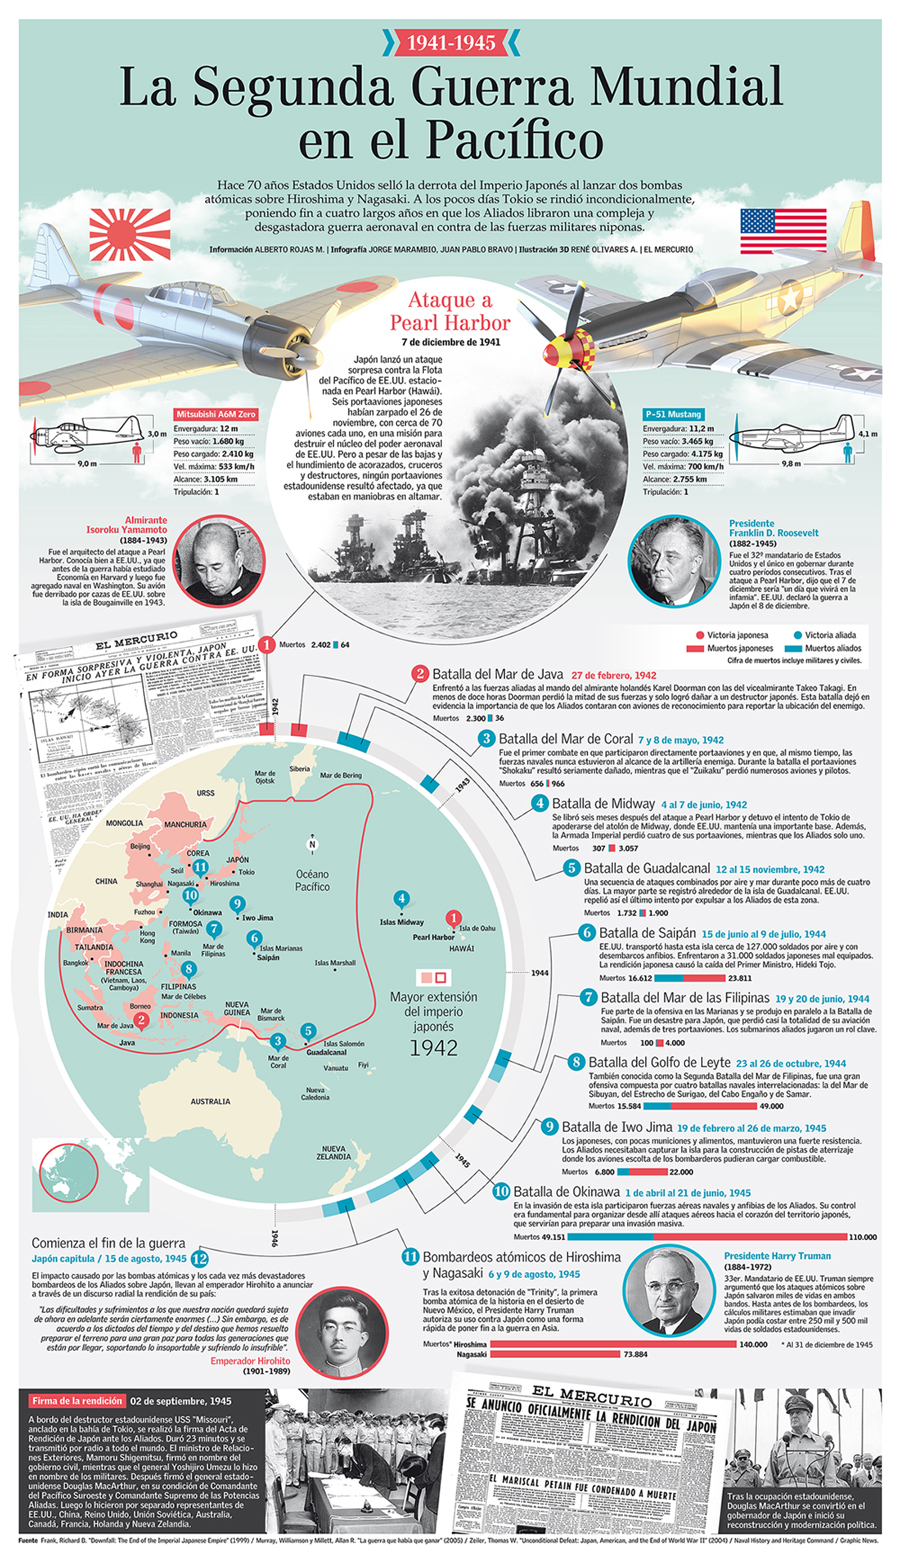 1941-1945
La Segunda Guerra Mundial
en el Pacífico
Hace 70 años Estados Unidos selló la derrota del Imperio Japonés al lanzar dos bombas
atómicas sobre Hiroshima y Nagasaki. A los pocos días Tokio se rindió incondicionalmente,
poniendo fin a cuatro largos años en que los Aliados libraron una compleja y
desgastadora guerra aeronaval en contra de las fuerzas militares niponas.
Información ALBERTO ROJAS M. | Infografía JORGE MARAMBIO, JUAN PABLO BRAVO | Ilustración 3D RENÉ OLIVARES A. | EL MERCURIO
Ataque a
Pearl Harbor
7 de diciembre de 1941
Japón lanzó un ataque
sorpresa contra la Flota
del Pacífico de EE.UU. estacio-
nada en Pearl Harbor (Hawái).
Seis portaaviones japoneses
habían zarpado el 26 de
noviembre, con cerca de 70
aviones cada uno, en una misión para
destruir el núcleo del poder aeronaval
de EE.UU. Pero a pesar de las bajas y
el hundimiento de acorazados, cruceros
y destructores, ningún portaaviones
estadounidense resultó afectado, ya que
estaban en maniobras en altamar.
Mitsubishi A6M Zero
Envergadura: 12 m
Peso vacío: 1.680 kg
Peso cargado: 2.410 kg
Vel. máxima: 533 km/h
Alcance: 3.105 km
Tripulación: 1
3,0 m
9,0 m
P-51 Mustang
Envergadura: 11,2 m
Peso vacío: 3.465 kg
Peso cargado: 4.175 kg
Vel. máxima: 700 km/h
Alcance: 2.755 km
Tripulación: 1
4,1 m
9,8 m
Almirante
Isoroku Yamamoto
(1884-1943)
Fue el arquitecto del ataque a Pearl
Harbor. Conocía bien a EE.UU., ya que
antes de la guerra había estudiado
Economía en Harvard y luego fue
agregado naval en Washington. Su avión
fue derribado por cazas de EE.UU. sobre
la isla de Bougainville en 1943.
Presidente
Franklin D. Roosevelt
(1882-1945)
Fue el 32º mandatario de Estados
Unidos y el único en gobernar durante
cuatro períodos consecutivos. Tras el
ataque a Pearl Harbor, dijo que el 7 de
diciembre sería "un día que vivirá en la
infamia". EE.UU. declaró la guerra a
Japón el 8 de diciembre.
EL MERCURIO
EN FORMA SORPRESIVA Y VIOLENTA, JAPON
INICIO AYER LA GUERRA CONTRA EE. UU.
1 Muertos 2.402 64
Victoria japonesa Victoria aliada
Muertos japoneses Muertos aliados
Cifra de muertos incluye militares y civiles.
2 Batalla del Mar de Java 27 de febrero, 1942
Enfrentó a las fuerzas aliadas al mando del almirante holandés Karel Doorman con las del vicealmirante Takeo Takagi. En
menos de doce horas Doorman perdió la mitad de sus fuerzas y solo logró dañar a un destructor japonés. Esta batalla dejó en
evidencia la importancia de que los Aliados contaran con aviones de reconocimiento para reportar la ubicación del enemigo.
Muertos 2.300 36
3 Batalla del Mar de Coral 7 y 8 de mayo, 1942
Fue el primer combate en que participaron directamente portaaviones y en que, al mismo tiempo, las
fuerzas navales nunca estuvieron al alcance de la artillería enemiga. Durante la batalla el portaaviones
"Shokaku" resultó seriamente dañado, mientras que el "Zuikaku" perdió numerosos aviones y pilotos.
Muertos 656 966
4 Batalla de Midway 4 al 7 de junio, 1942
Se libró seis meses después del ataque a Pearl Harbor y detuvo el intento de Tokio de
apoderarse del atolón de Midway, donde EE.UU. mantenía una importante base. Además,
la Armada Imperial perdió cuatro de sus portaaviones, mientras que los Aliados solo uno.
Muertos 307 3.057
5 Batalla de Guadalcanal 12 al 15 noviembre, 1942
Una secuencia de ataques combinados por aire y mar durante poco más de cuatro
días. La mayor parte se registró alrededor de la isla de Guadalcanal. EE.UU.
repelió así el último intento por expulsar a los Aliados de esta zona.
Muertos 1.732 1.900
6 Batalla de Saipán 15 de junio al 9 de julio, 1944
EE.UU. transportó hasta esta isla cerca de 127.000 soldados por aire y con
desembarcos anfibios. Enfrentaron a 31.000 soldados japoneses mal equipados.
La rendición japonesa causó la caída del Primer Ministro, Hideki Tojo.
Muertos 16.612 23.811
7 Batalla del Mar de las Filipinas 19 y 20 de junio, 1944
Fue parte de la ofensiva en las Marianas y se produjo en paralelo a la Batalla de
Saipán. Fue un desastre para Japón, que perdió casi la totalidad de su aviación
naval, además de tres portaaviones. Los submarinos aliados jugaron un rol clave.
Muertos 100 4.000
8 Batalla del Golfo de Leyte 23 al 26 de octubre, 1944
También conocida como la Segunda Batalla del Mar de Filipinas, fue una gran
ofensiva compuesta por cuatro batallas navales interrelacionadas: la del Mar de
Sibuyan, del Estrecho de Surigao, del Cabo Engaño y de Samar.
Muertos 15.584 49.000
9 Batalla de Iwo Jima 19 de febrero al 26 de marzo, 1945
Los japoneses, con pocas municiones y alimentos, mantuvieron una fuerte resistencia.
Los Aliados necesitaban capturar la isla para la construcción de pistas de aterrizaje
donde los aviones escolta de los bombarderos pudieran cargar combustible.
Muertos 6.800 22.000
10 Batalla de Okinawa 1 de abril al 21 de junio, 1945
En la invasión de esta isla participaron fuerzas aéreas navales y anfibias de los Aliados. Su control
era fundamental para organizar desde allí ataques aéreos hacia el corazón del territorio japonés,
que servirían para preparar una invasión masiva.
Muertos 49.151 110.000
1942
1943
1944
1945
1946
Mar de
Ojotsk
Siberia
Mar de Bering
URSS
MONGOLIA
MANCHURIA
Beijing
COREA
Seúl
11
JAPÓN
Tokio
Nagasaki
Hiroshima
CHINA
Shanghai
10
Okinawa
9
Iwo Jima
Fuzhou
FORMOSA
(Taiwán)
7
Mar de
Filipinas
INDIA
BIRMANIA
TAILANDIA
Bangkok
Hong
Kong
INDOCHINA
FRANCESA
(Vietnam, Laos,
Camboya)
Manila
8
FILIPINAS
Mar de Célebes
6
Islas Marianas
Saipán
Islas Marshall
N
Océano
Pacífico
4
Islas Midway
1
Isla de Oahu
Pearl Harbor
HAWÁI
Sumatra
Borneo
Mar de Java
2
Java
INDONESIA
NUEVA
GUINEA
Mar de
Bismarck
3
Mar de
Coral
5
Islas Salomón
Guadalcanal
Vanuatu
Fiyi
Nueva
Caledonia
AUSTRALIA
NUEVA
ZELANDIA
Mayor extensión
del imperio
japonés
1942
Comienza el fin de la guerra
Japón capitula / 15 de agosto, 1945 12
El impacto causado por las bombas atómicas y los cada vez más devastadores
bombardeos de los Aliados sobre Japón, llevan al emperador Hirohito a anunciar
a través de un discurso radial la rendición de su país:
"Las dificultades y sufrimientos a los que nuestra nación quedará sujeta
de ahora en adelante serán ciertamente enormes (...) Sin embargo, es de
acuerdo a los dictados del tiempo y del destino que hemos resuelto
preparar el terreno para una gran paz para todas las generaciones que
están por llegar, soportando lo insoportable y sufriendo lo insufrible".
Emperador Hirohito
(1901-1989)
11 Bombardeos atómicos de Hiroshima
y Nagasaki 6 y 9 de agosto, 1945
Tras la exitosa detonación de "Trinity", la primera
bomba atómica de la historia en el desierto de
Nuevo México, el Presidente Harry Truman
autoriza su uso contra Japón como una forma
rápida de poner fin a la guerra en Asia.
Muertos* Hiroshima 140.000
Nagasaki 73.884
* Al 31 de diciembre de 1945
Presidente Harry Truman
(1884-1972)
33er. Mandatario de EE.UU. Truman siempre
argumentó que los ataques atómicos sobre
Japón salvaron miles de vidas en ambos
bandos. Hasta antes de los bombardeos, los
cálculos militares estimaban que invadir
Japón podía costar entre 250 mil y 500 mil
vidas de soldados estadounidenses.
Firma de la rendición 02 de septiembre, 1945
A bordo del destructor estadounidense USS "Missouri",
anclado en la bahía de Tokio, se realizó la firma del Acta de
Rendición de Japón ante los Aliados. Duró 23 minutos y se
transmitió por radio a todo el mundo. El ministro de Relacio-
nes Exteriores, Mamoru Shigemitsu, firmó en nombre del
gobierno civil, mientras que el general Yoshijiro Umezu lo hizo
en nombre de los militares. Después firmó el general estado-
unidense Douglas MacArthur, en su condición de Comandante
del Pacífico Suroeste y Comandante Supremo de las Potencias
Aliadas. Luego lo hicieron por separado representantes de
EE.UU., China, Reino Unido, Unión Soviética, Australia,
Canadá, Francia, Holanda y Nueva Zelandia.
EL MERCURIO
SE ANUNCIO OFICIALMENTE LA RENDICION DEL JAPON
EL MARISCAL PETAIN FUE CONDENADO A MUERTE
Tras la ocupación estadounidense,
Douglas MacArthur se convirtió en el
gobernador de Japón e inició su
reconstrucción y modernización política.
Fuente Frank, Richard B. "Downfall: The End of the Imperial Japanese Empire" (1999) / Murray, Williamson y Millett, Allan R. "La guerra que había que ganar" (2005) / Zeiler, Thomas W. "Unconditional Defeat: Japan, American, and the End of World War II" (2004) / Naval History and Heritage Command / Graphic News.